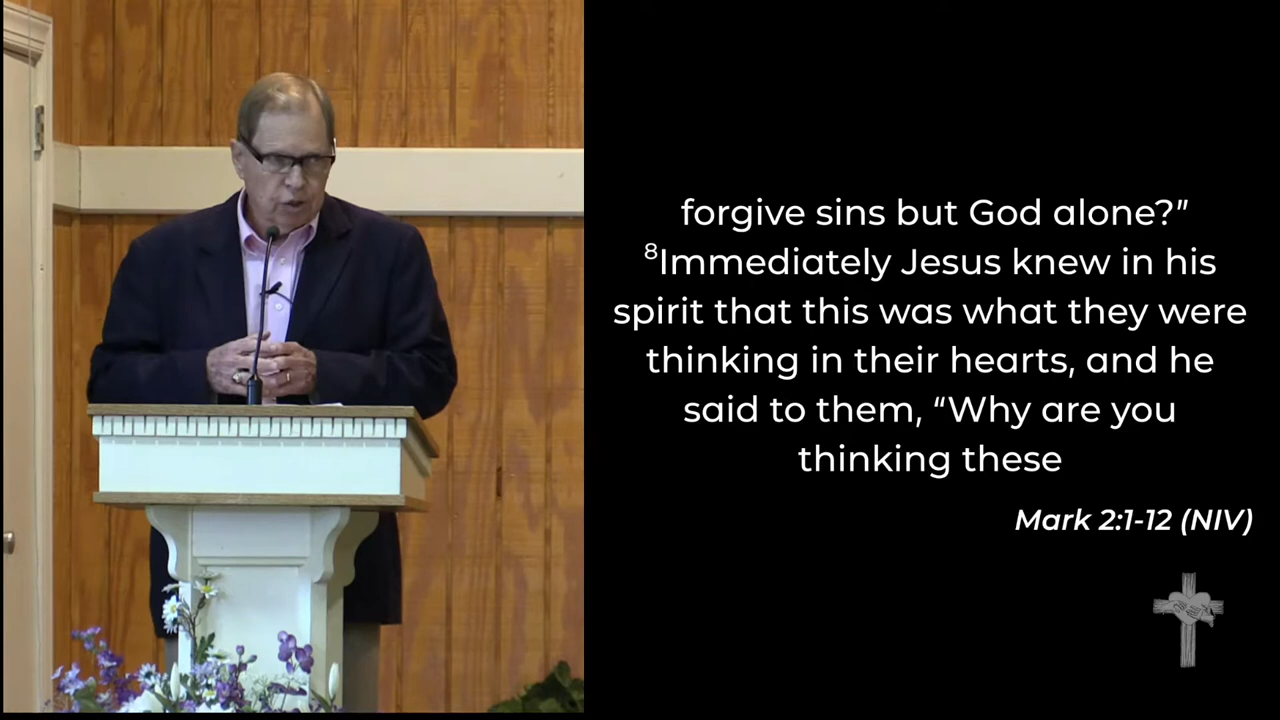 forgive sins but God alone?”
⁸Immediately Jesus knew in his
spirit that this was what they were
thinking in their hearts, and he
said to them, “Why are you
thinking these
Mark 2:1-12 (NIV)